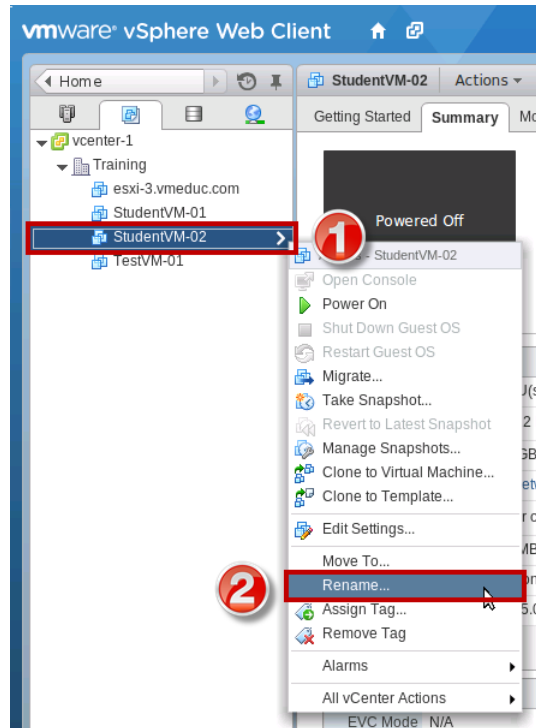 vmware® vSphere Web Client
Home
StudentVM-02 Actions
Getting Started Summary
vcenter-1
Training
esxi-3.vmeduc.com
StudentVM-01
StudentVM-02
TestVM-01
Powered Off
1
- StudentVM-02
Open Console
Power On
Shut Down Guest OS
Restart Guest OS
Migrate...
Take Snapshot...
Revert to Latest Snapshot
Manage Snapshots...
Clone to Virtual Machine...
Clone to Template...
Edit Settings...
Move To...
2
Rename...
Assign Tag...
Remove Tag
Alarms
All vCenter Actions
EVC Mode N/A